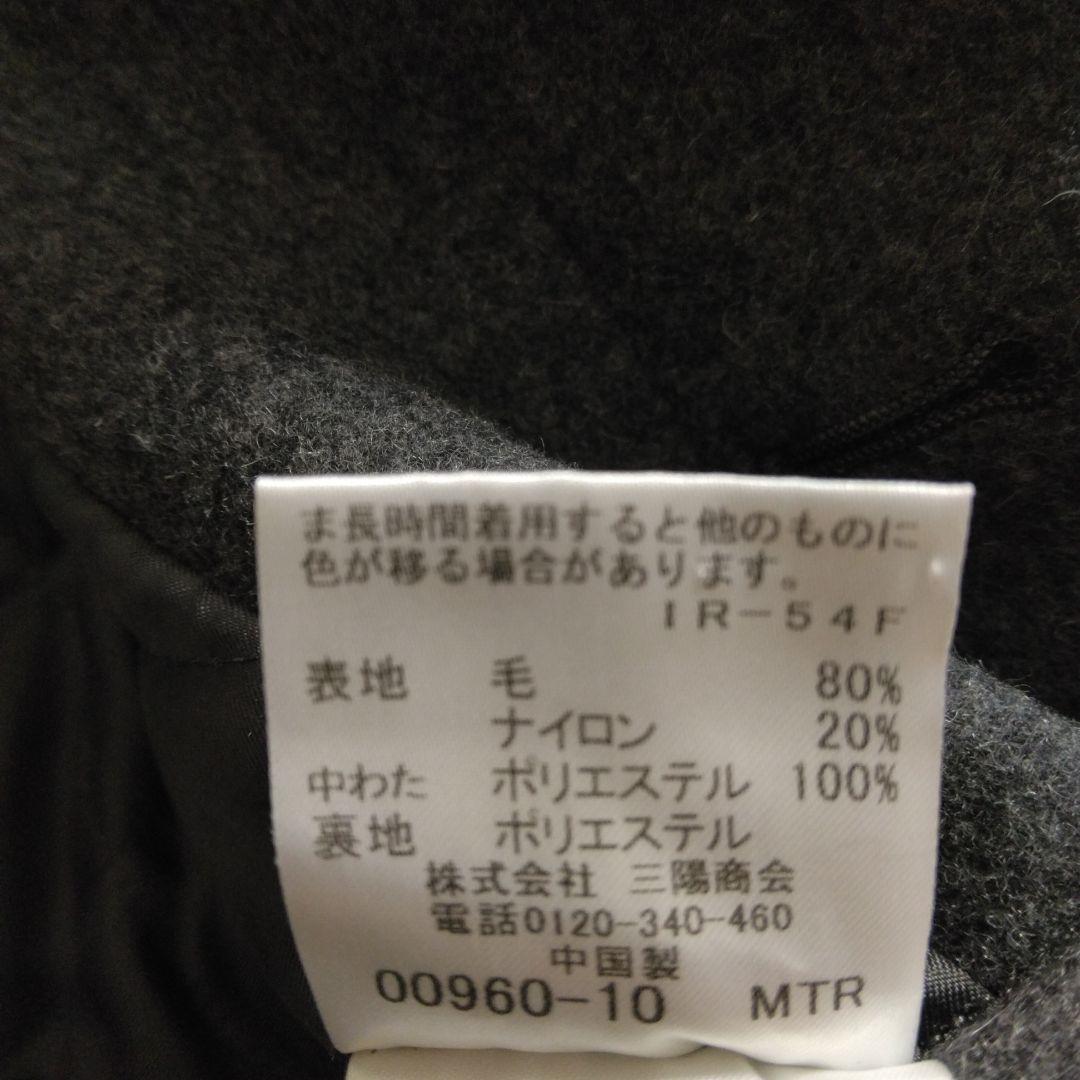 ま長時間着用すると他のものに
色が移る場合があります。
IR-54F
表地 毛 80%
ナイロン 20%
中わた ポリエステル 100%
裏地 ポリエステル
株式会社 三陽商会
電話0120-340-460
中国製
00960-10 MTR